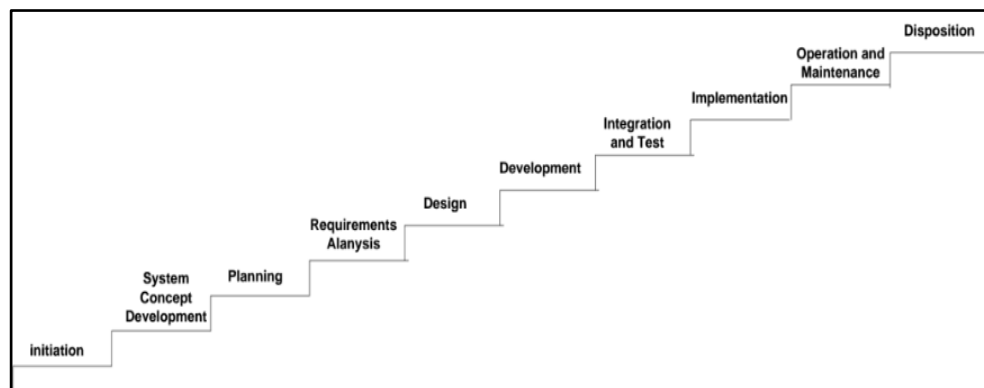 initiation
System
Concept
Development
Planning
Requirements
Alanysis
Design
Development
Integration
and Test
Implementation
Operation and
Maintenance
Disposition